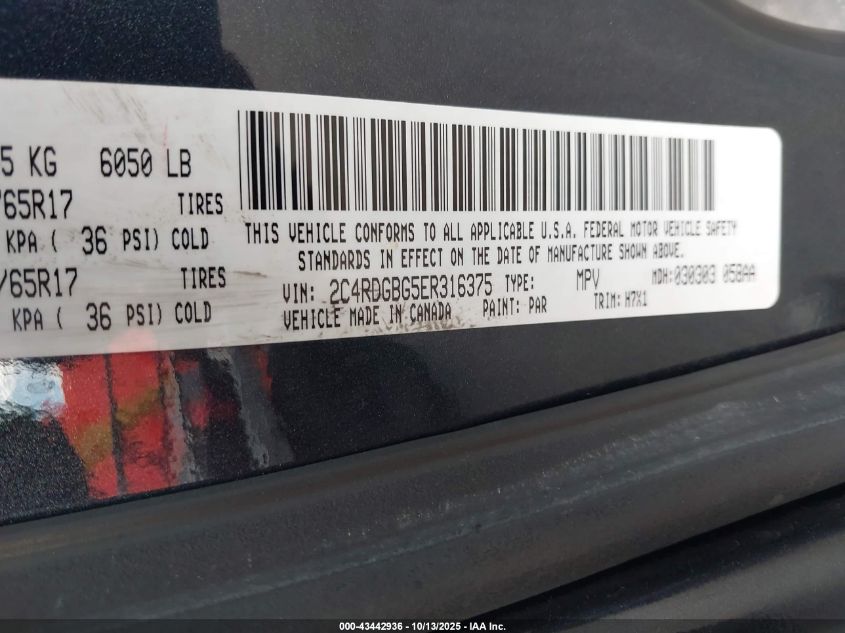 5 KG 6050 LB
/65R17 TIRES
KPA ( 36 PSI) COLD
/65R17 TIRES
KPA ( 36 PSI) COLD
THIS VEHICLE CONFORMS TO ALL APPLICABLE U.S.A. FEDERAL MOTOR VEHICLE SAFETY
STANDARDS IN EFFECT ON THE DATE OF MANUFACTURE SHOWN ABOVE.
VIN: 2C4RDGBG5ER316375 TYPE: MPV MDH:030303 058AA
VEHICLE MADE IN CANADA PAINT: PAR TRIM: H7X1
000-43442936 - 10/13/2025 - IAA Inc.